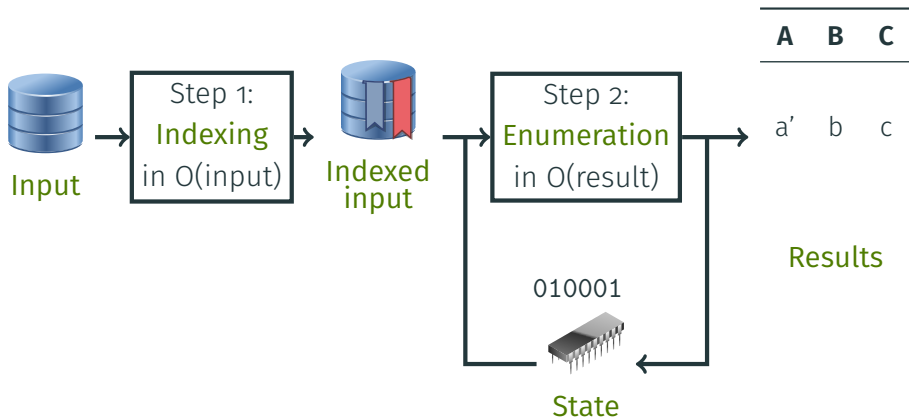 A B C
Step 1:
Indexing
in O(input)
Step 2:
Enumeration
in O(result)
a’ b c
Input
Indexed
input
Results
010001
State